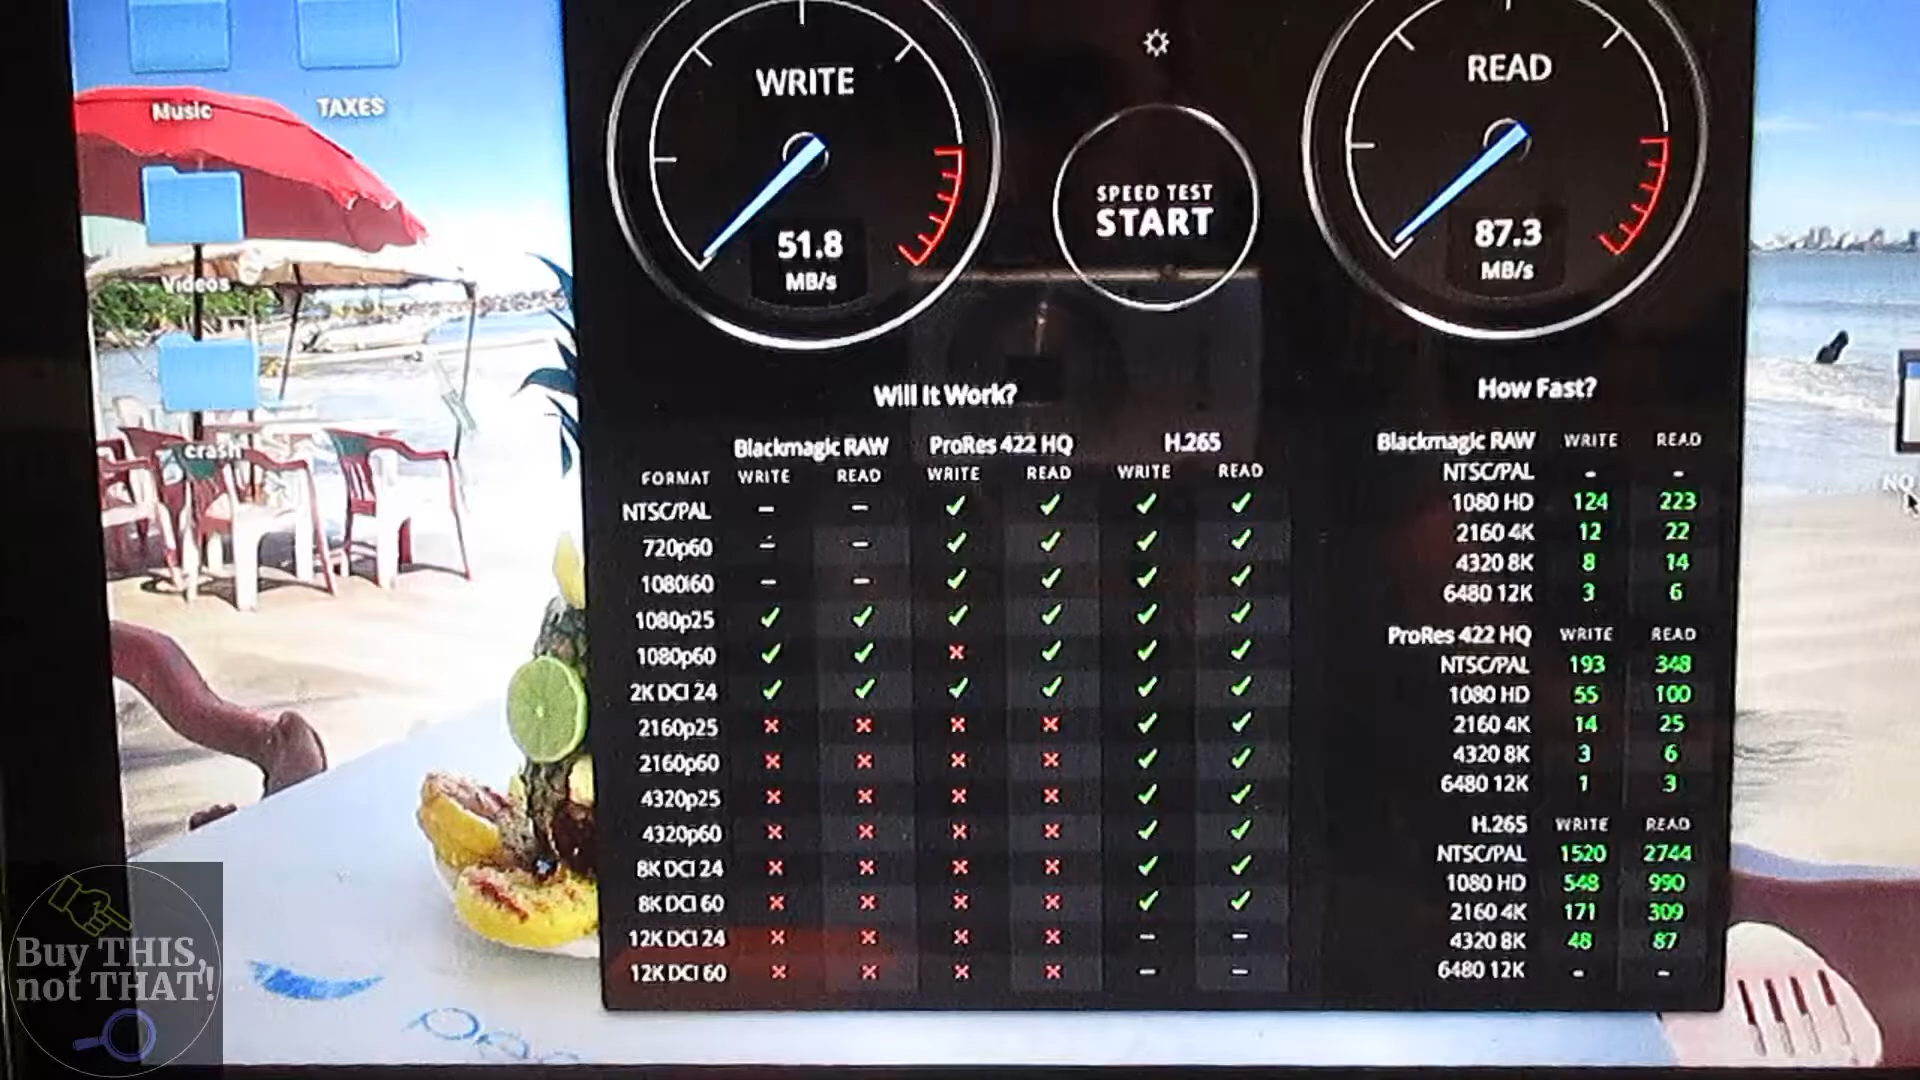 Music
TAXES
Videos
crash
WRITE
51.8
MB/s
SPEED TEST
START
READ
87.3
MB/s
Will It Work?
Blackmagic RAW ProRes 422 HQ H.265
FORMAT WRITE READ WRITE READ WRITE READ
NTSC/PAL – – ✓ ✓ ✓ ✓
720p60 – – ✓ ✓ ✓ ✓
1080i60 – – ✓ ✓ ✓ ✓
1080p25 ✓ ✓ ✓ ✓ ✓ ✓
1080p60 ✓ ✓ × ✓ ✓ ✓
2K DCI 24 ✓ ✓ ✓ ✓ ✓ ✓
2160p25 × × × × ✓ ✓
2160p60 × × × × ✓ ✓
4320p25 × × × × ✓ ✓
4320p60 × × × × ✓ ✓
8K DCI 24 × × × × ✓ ✓
8K DCI 60 × × × × ✓ ✓
12K DCI 24 × × × × – –
12K DCI 60 × × × × – –
How Fast?
Blackmagic RAW WRITE READ
NTSC/PAL - -
1080 HD 124 223
2160 4K 12 22
4320 8K 8 14
6480 12K 3 6
ProRes 422 HQ WRITE READ
NTSC/PAL 193 348
1080 HD 55 100
2160 4K 14 25
4320 8K 3 6
6480 12K 1 3
H.265 WRITE READ
NTSC/PAL 1520 2744
1080 HD 548 990
2160 4K 171 309
4320 8K 48 87
6480 12K - -
NO
Buy THIS,
not THAT!